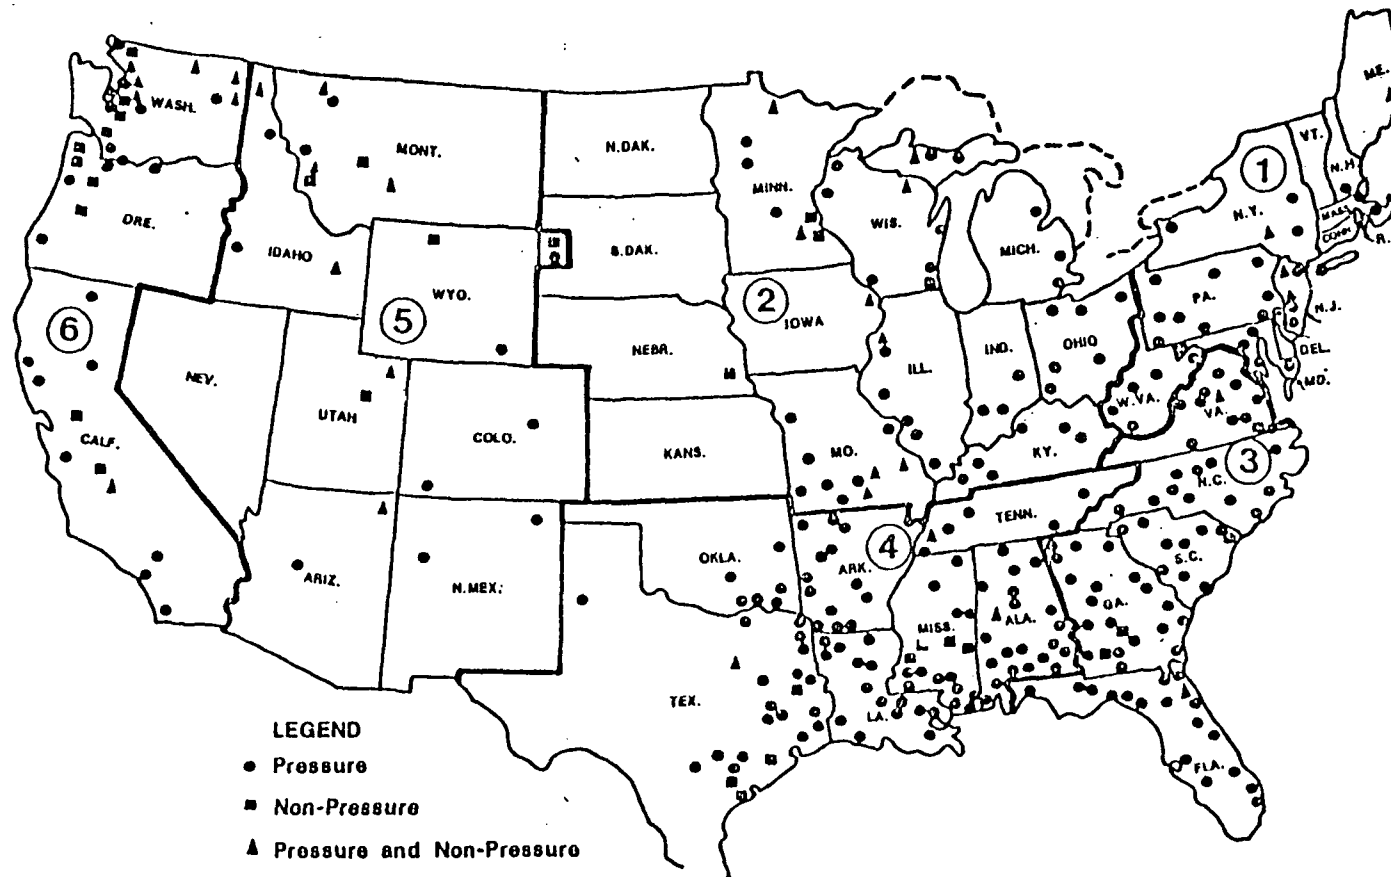 WASH.
MONT.
N.DAK.
MINN.
ME.
VT.
N.H
1
N.Y.
MASS
CONN
R.
ORE.
IDAHO
WYO.
S.DAK.
WIS.
MICH.
6
5
2
IOWA
PA.
N.J.
DEL.
MD.
NEV.
UTAH
COLO.
NEBR.
ILL.
IND.
OHIO
W.VA.
VA.
CALF.
KANS.
MO.
KY.
3
N.C.
ARIZ.
N.MEX.
OKLA.
4
ARK.
TENN.
S.C.
MISS.
ALA.
GA.
TEX.
LA.
FLA.
LEGEND
Pressure
Non-Pressure
Pressure and Non-Pressure